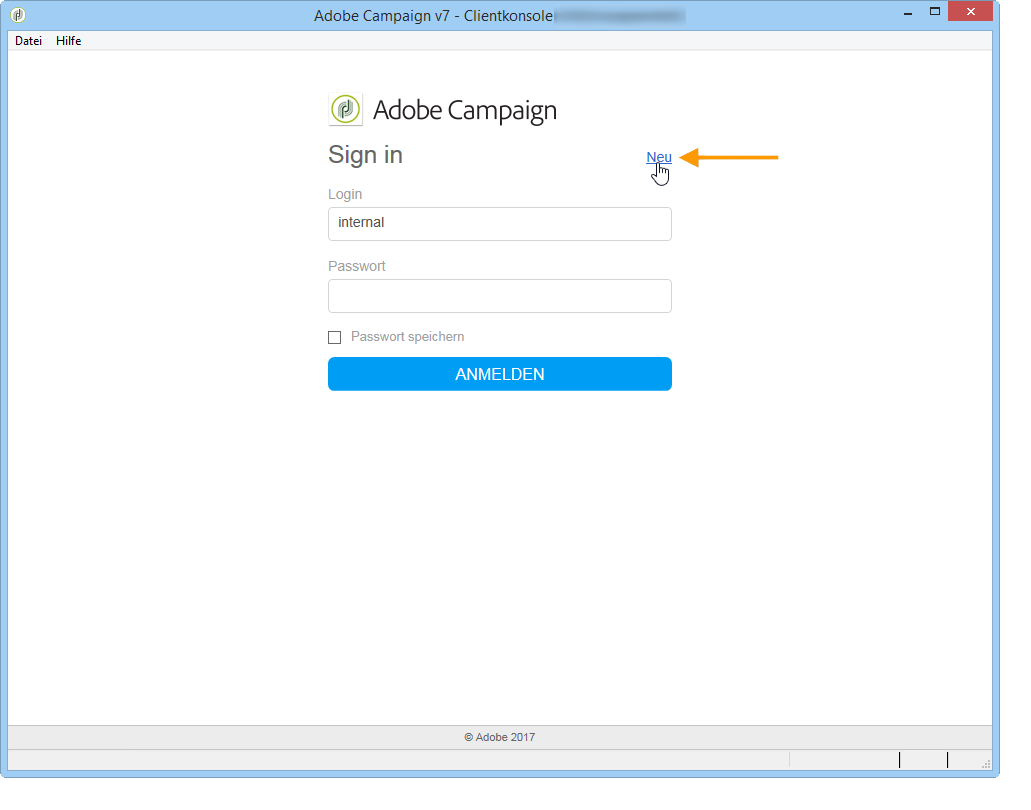 Adobe Campaign v7 - Clientkonsole
Datei Hilfe
Adobe Campaign
Sign in
Neu
Login
internal
Passwort
Passwort speichern
ANMELDEN
© Adobe 2017